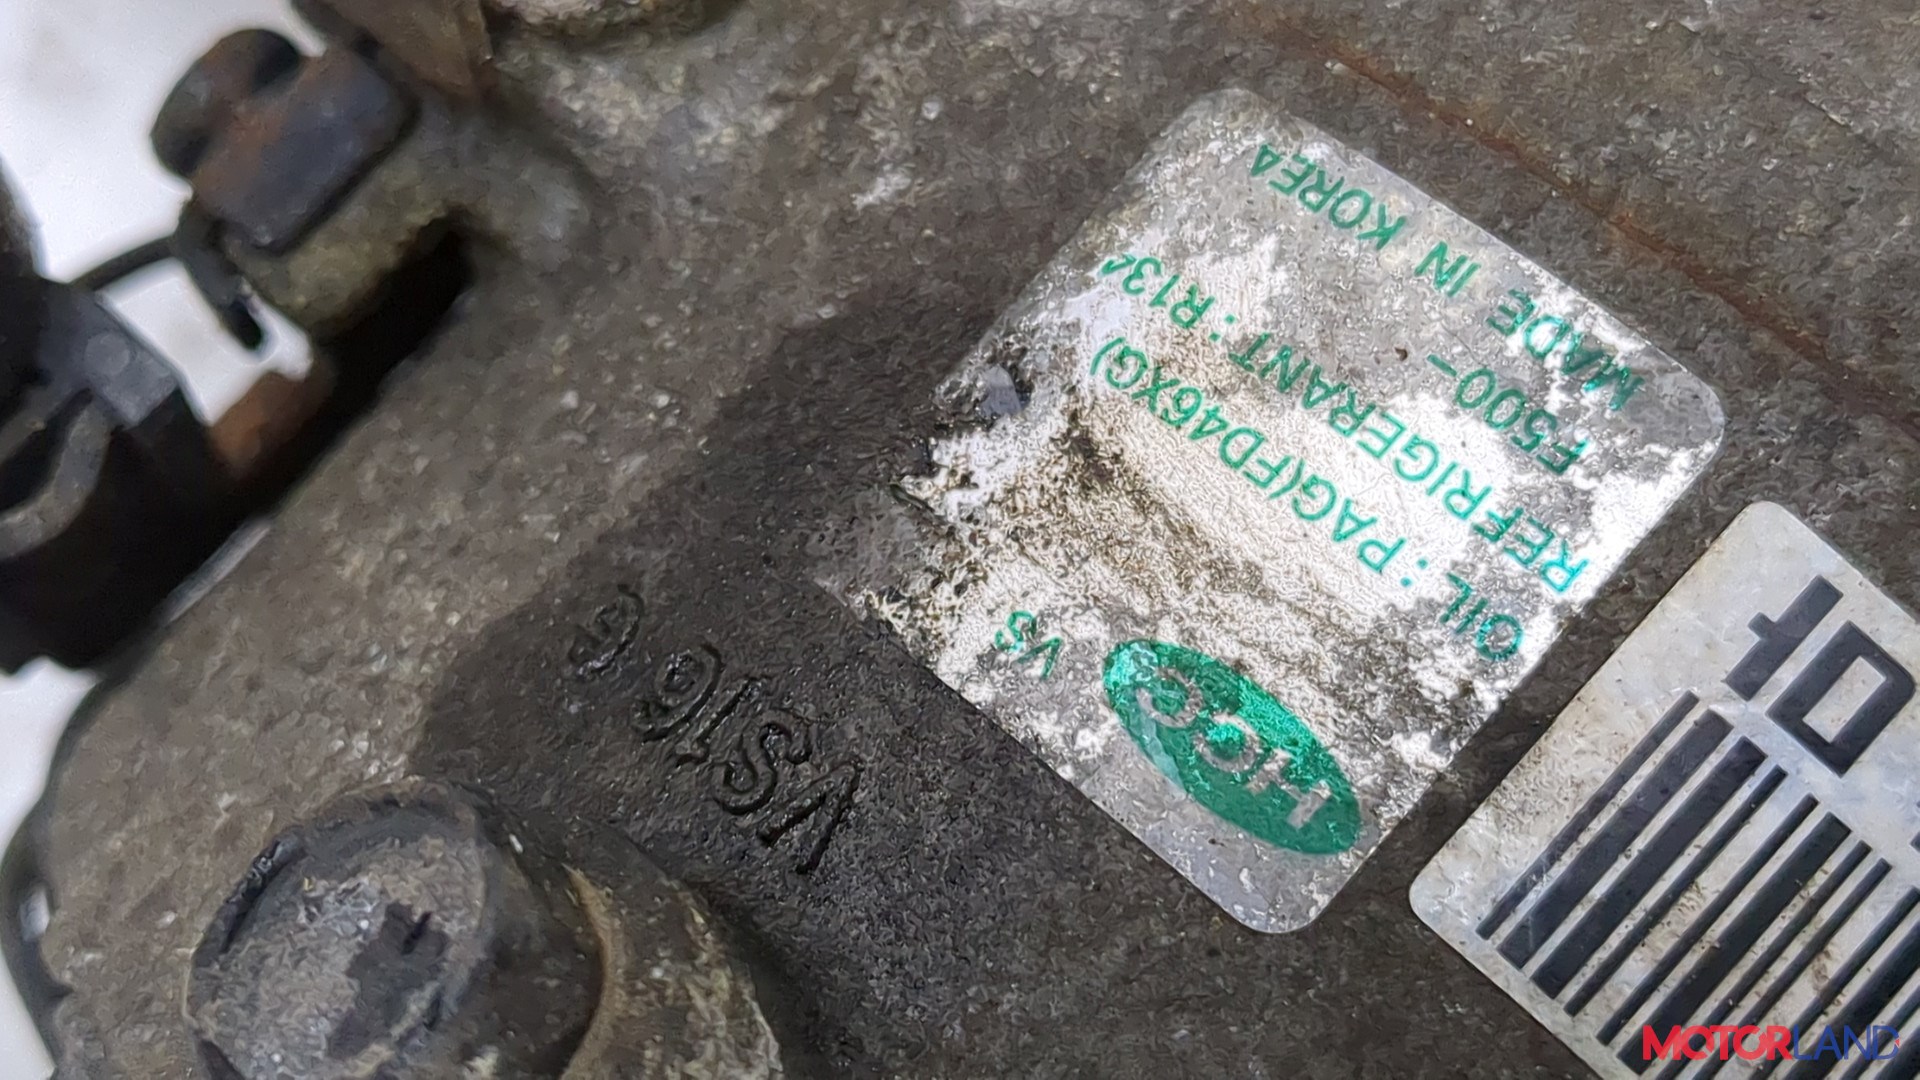 HCC VS
OIL : PAG(FD46XG)
REFRIGERANT : R134
F500-
MADE IN KOREA
VS16
MOTORLAND